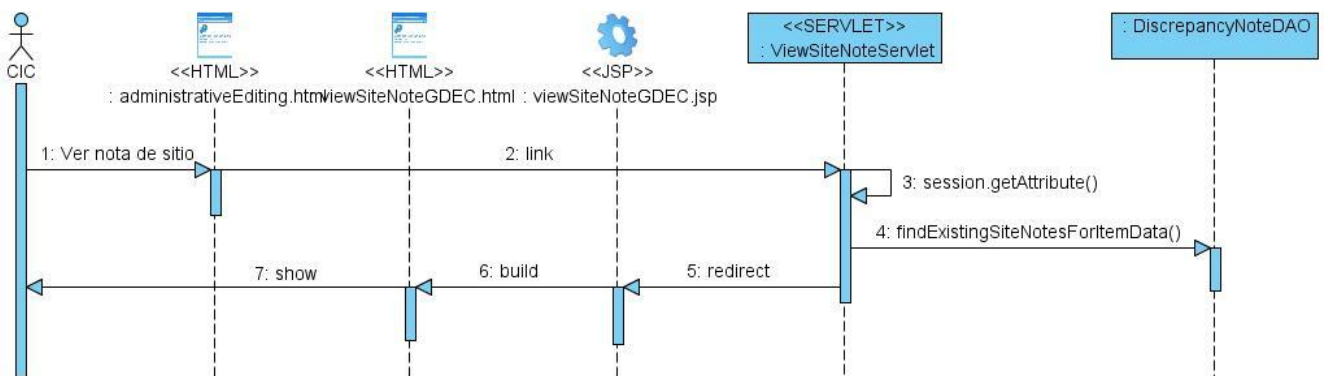 CIC
<<HTML>>
: administrativeEditing.html
<<HTML>>
: viewSiteNoteGDEC.html
<<JSP>>
: viewSiteNoteGDEC.jsp
<<SERVLET>>
: ViewSiteNoteServlet
: DiscrepancyNoteDAO
1: Ver nota de sitio
2: link
3: session.getAttribute()
4: findExistingSiteNotesForItemData()
7: show
6: build
5: redirect